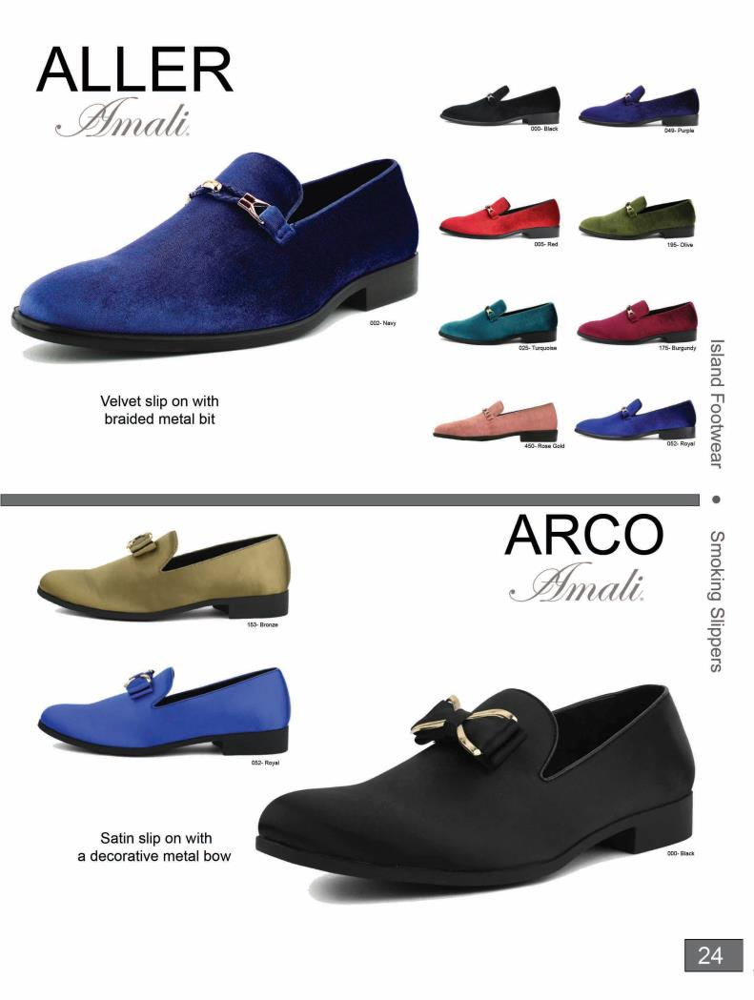 ALLER
Amali®
000- Black
049- Purple
005- Red
195- Olive
002- Navy
025- Turquoise
175- Burgundy
Velvet slip on with
braided metal bit
450- Rose Gold
052- Royal
Island Footwear • Smoking Slippers
ARCO
Amali®
153- Bronze
052- Royal
Satin slip on with
a decorative metal bow
000- Black
24